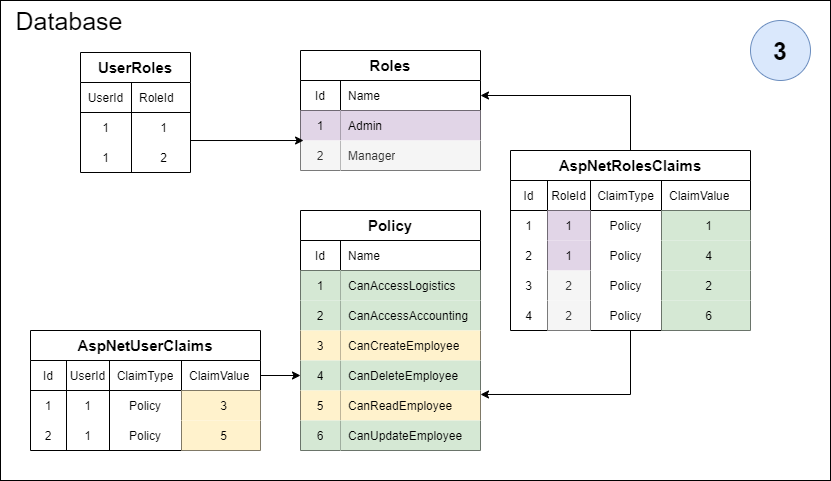 Database
3
UserRoles
UserId RoleId
1 1
1 2
Roles
Id Name
1 Admin
2 Manager
AspNetRolesClaims
Id RoleId ClaimType ClaimValue
1 1 Policy 1
2 1 Policy 4
3 2 Policy 2
4 2 Policy 6
Policy
Id Name
1 CanAccessLogistics
2 CanAccessAccounting
3 CanCreateEmployee
4 CanDeleteEmployee
5 CanReadEmployee
6 CanUpdateEmployee
AspNetUserClaims
Id UserId ClaimType ClaimValue
1 1 Policy 3
2 1 Policy 5